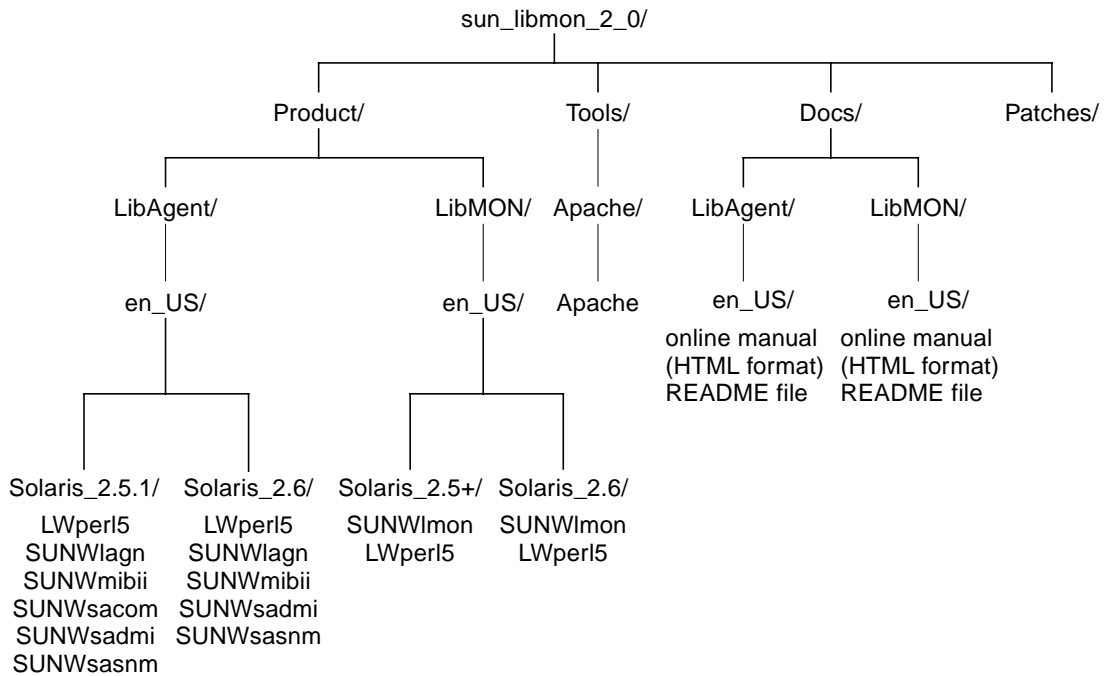 sun_libmon_2_0/
Product/ Tools/ Docs/ Patches/
LibAgent/ LibMON/ Apache/ LibAgent/ LibMON/
en_US/ en_US/ Apache en_US/ en_US/
online manual online manual
(HTML format) (HTML format)
README file README file
Solaris_2.5.1/ Solaris_2.6/ Solaris_2.5+/ Solaris_2.6/
LWperl5 LWperl5 SUNWlmon SUNWlmon
SUNWlagn SUNWlagn LWperl5 LWperl5
SUNWmibii SUNWmibii
SUNWsacom SUNWsadmi
SUNWsadmi SUNWsasnm
SUNWsasnm